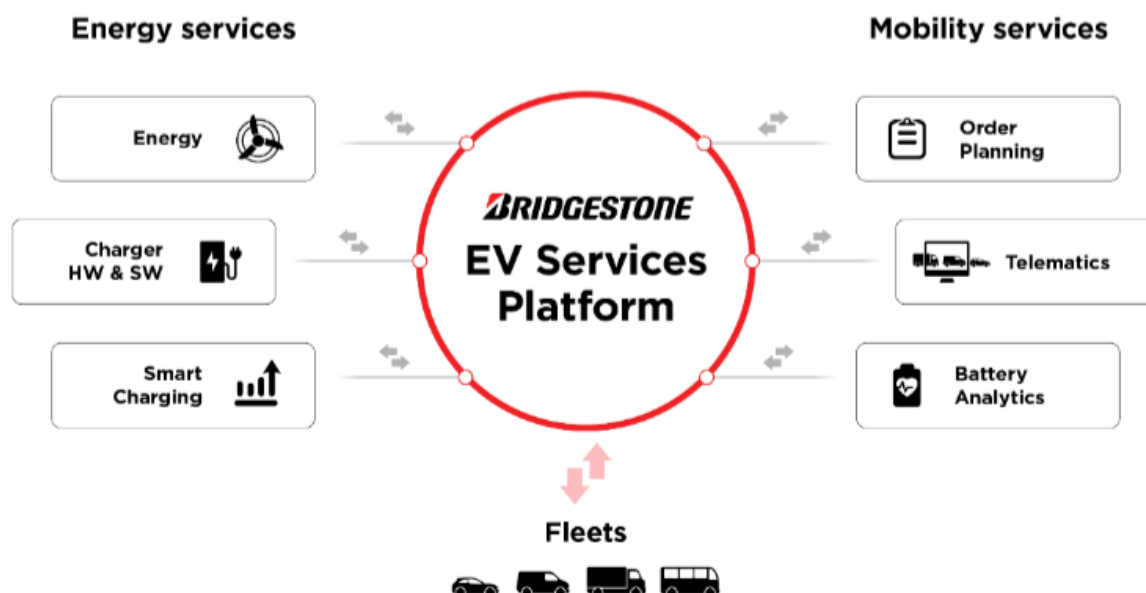 Energy services
Mobility services
Energy
Charger
HW & SW
Smart
Charging
BRIDGESTONE
EV Services
Platform
Order
Planning
Telematics
Battery
Analytics
Fleets